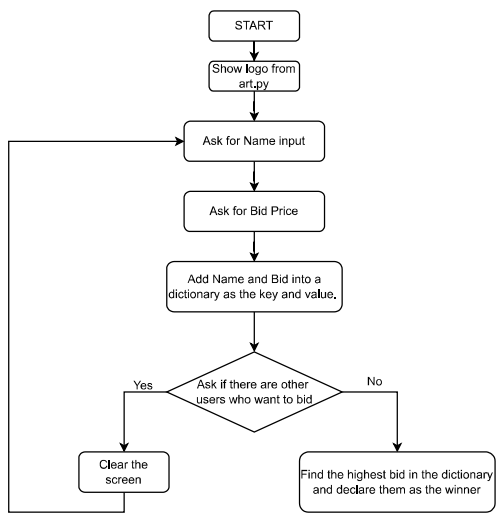 START
Show logo from
art.py
Ask for Name input
Ask for Bid Price
Add Name and Bid into a
dictionary as the key and value.
Ask if there are other
users who want to bid
Yes
No
Clear the
screen
Find the highest bid in the dictionary
and declare them as the winner